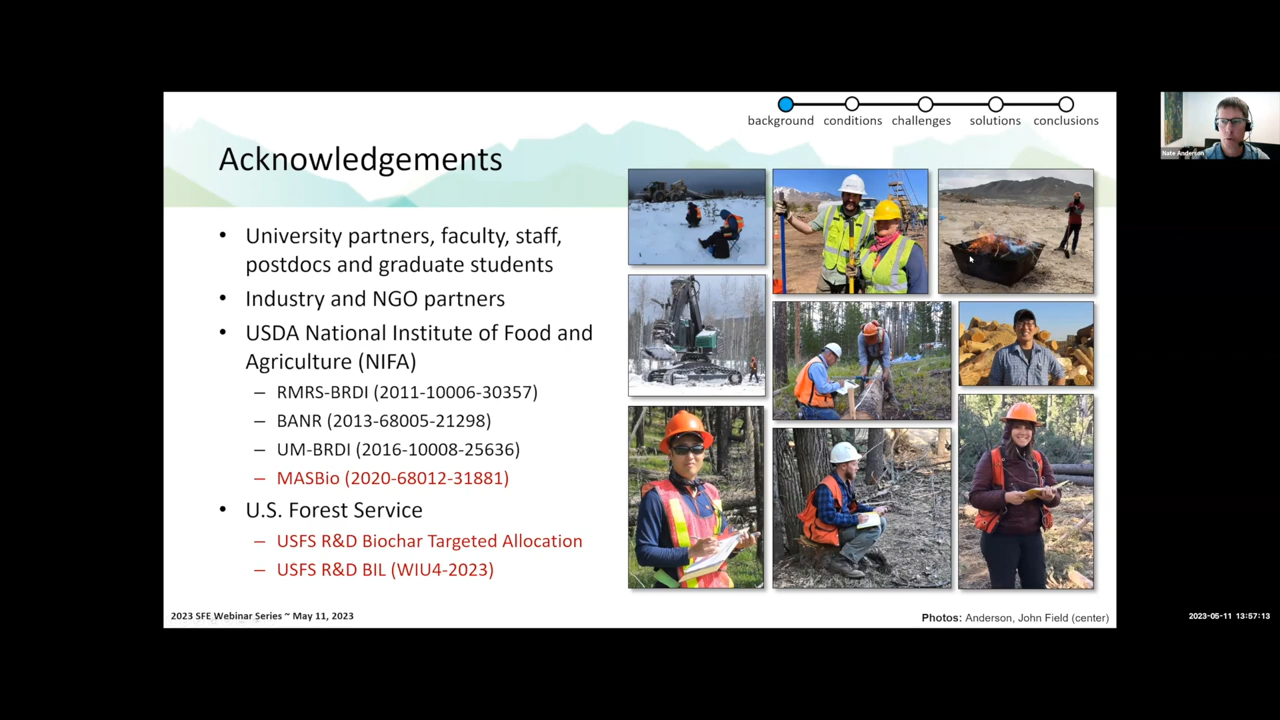 background conditions challenges solutions conclusions
Acknowledgements
• University partners, faculty, staff,
postdocs and graduate students
• Industry and NGO partners
• USDA National Institute of Food and
Agriculture (NIFA)
– RMRS-BRDI (2011-10006-30357)
– BANR (2013-68005-21298)
– UM-BRDI (2016-10008-25636)
– MASBio (2020-68012-31881)
• U.S. Forest Service
– USFS R&D Biochar Targeted Allocation
– USFS R&D BIL (WIU4-2023)
2023 SFE Webinar Series ~ May 11, 2023
Photos: Anderson, John Field (center)
Nate Anderson
2023-05-11 13:57:13